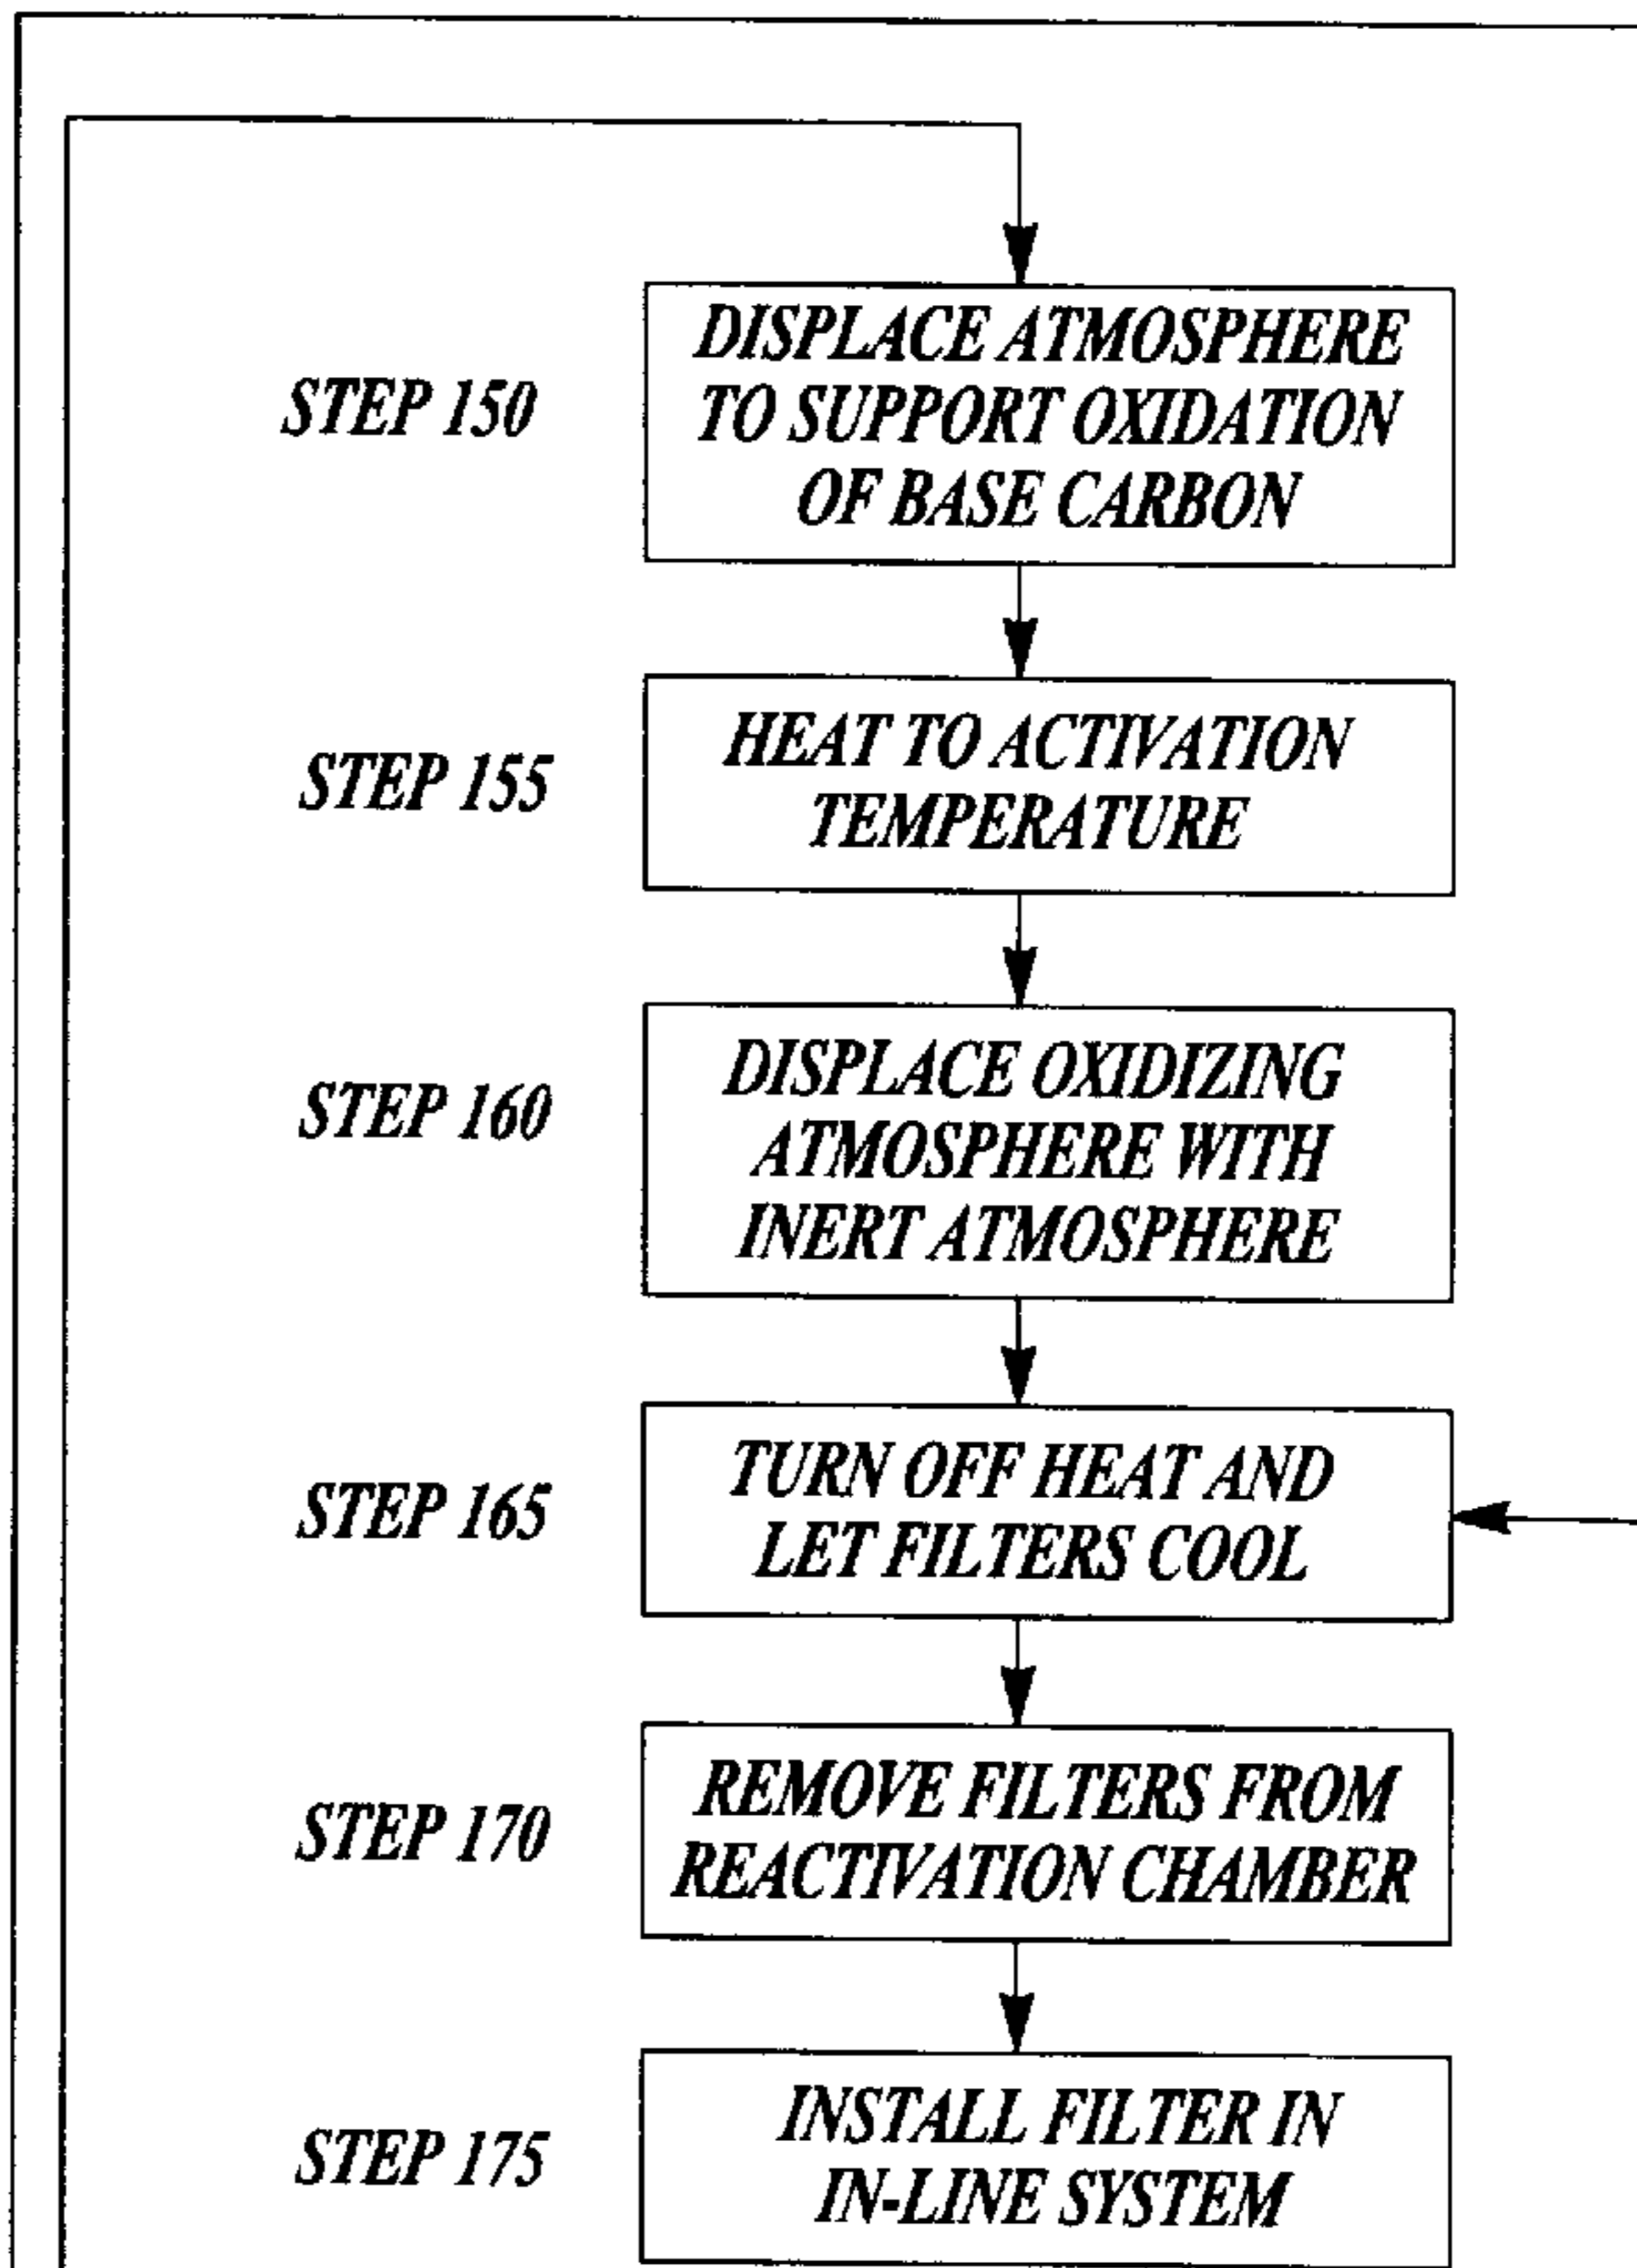 DISPLACE ATMOSPHERE
TO SUPPORT OXIDATION
OF BASE CARBON
STEP 150
HEAT TO ACTIVATION
TEMPERATURE
STEP 155
DISPLACE OXIDIZING
ATMOSPHERE WITH
INERT ATMOSPHERE
STEP 160
TURN OFF HEAT AND
LET FILTERS COOL
STEP 165
REMOVE FILTERS FROM
REACTIVATION CHAMBER
STEP 170
INSTALL FILTER IN
IN-LINE SYSTEM
STEP 175